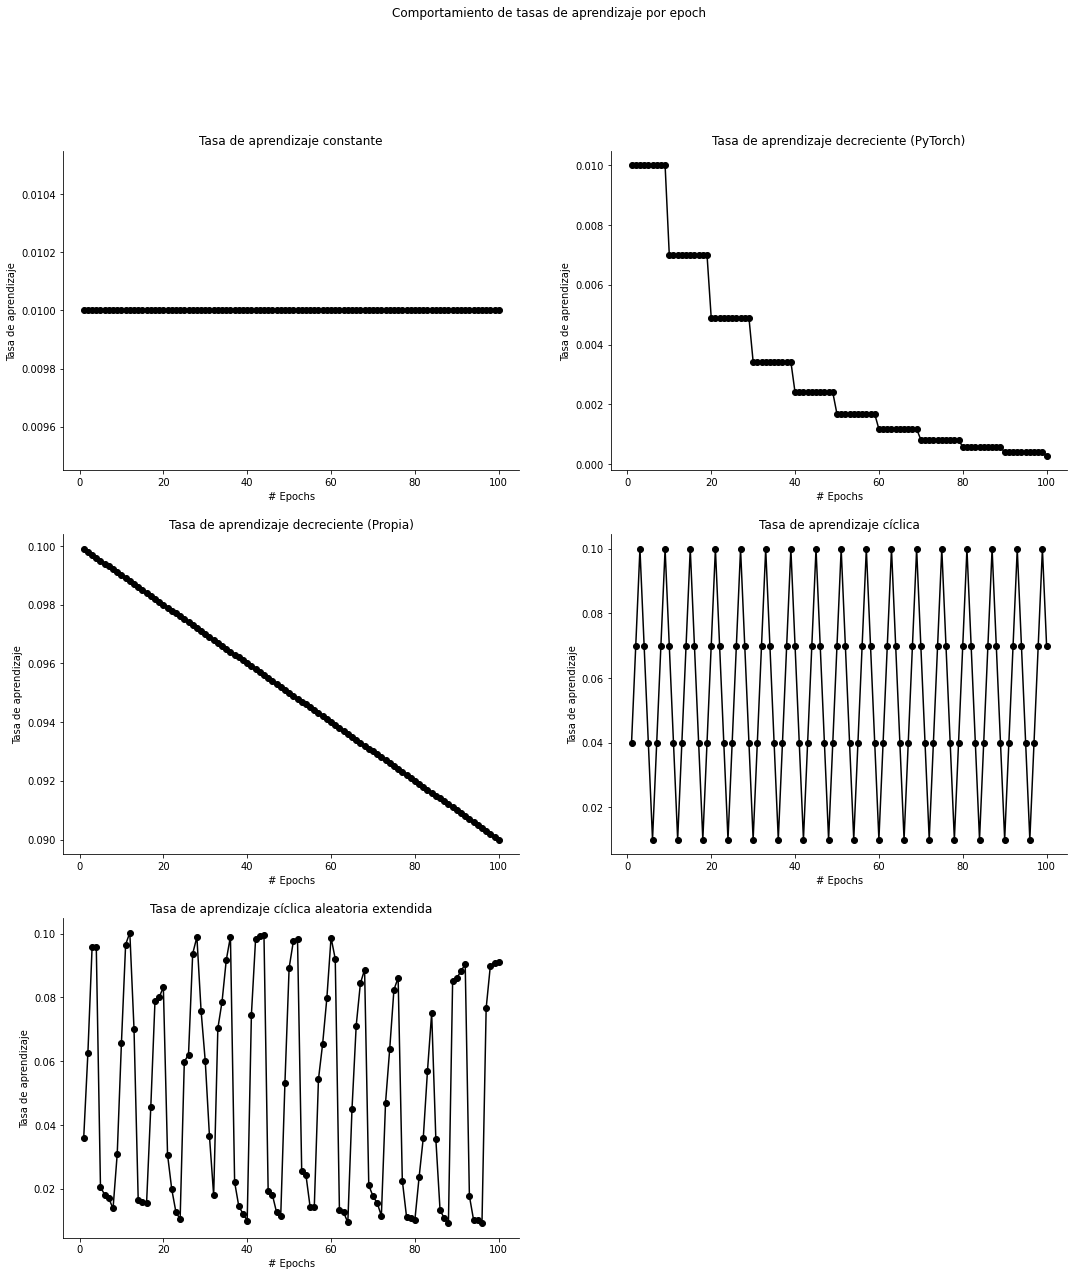 Comportamiento de tasas de aprendizaje por epoch
Tasa de aprendizaje constante
0.0104
0.0102
0.0100
0.0098
0.0096
Tasa de aprendizaje
0 20 40 60 80 100
# Epochs
Tasa de aprendizaje decreciente (PyTorch)
0.010
0.008
0.006
0.004
0.002
0.000
Tasa de aprendizaje
0 20 40 60 80 100
# Epochs
Tasa de aprendizaje decreciente (Propia)
0.100
0.098
0.096
0.094
0.092
0.090
Tasa de aprendizaje
0 20 40 60 80 100
# Epochs
Tasa de aprendizaje cíclica
0.10
0.08
0.06
0.04
0.02
Tasa de aprendizaje
0 20 40 60 80 100
# Epochs
Tasa de aprendizaje cíclica aleatoria extendida
0.10
0.08
0.06
0.04
0.02
Tasa de aprendizaje
0 20 40 60 80 100
# Epochs